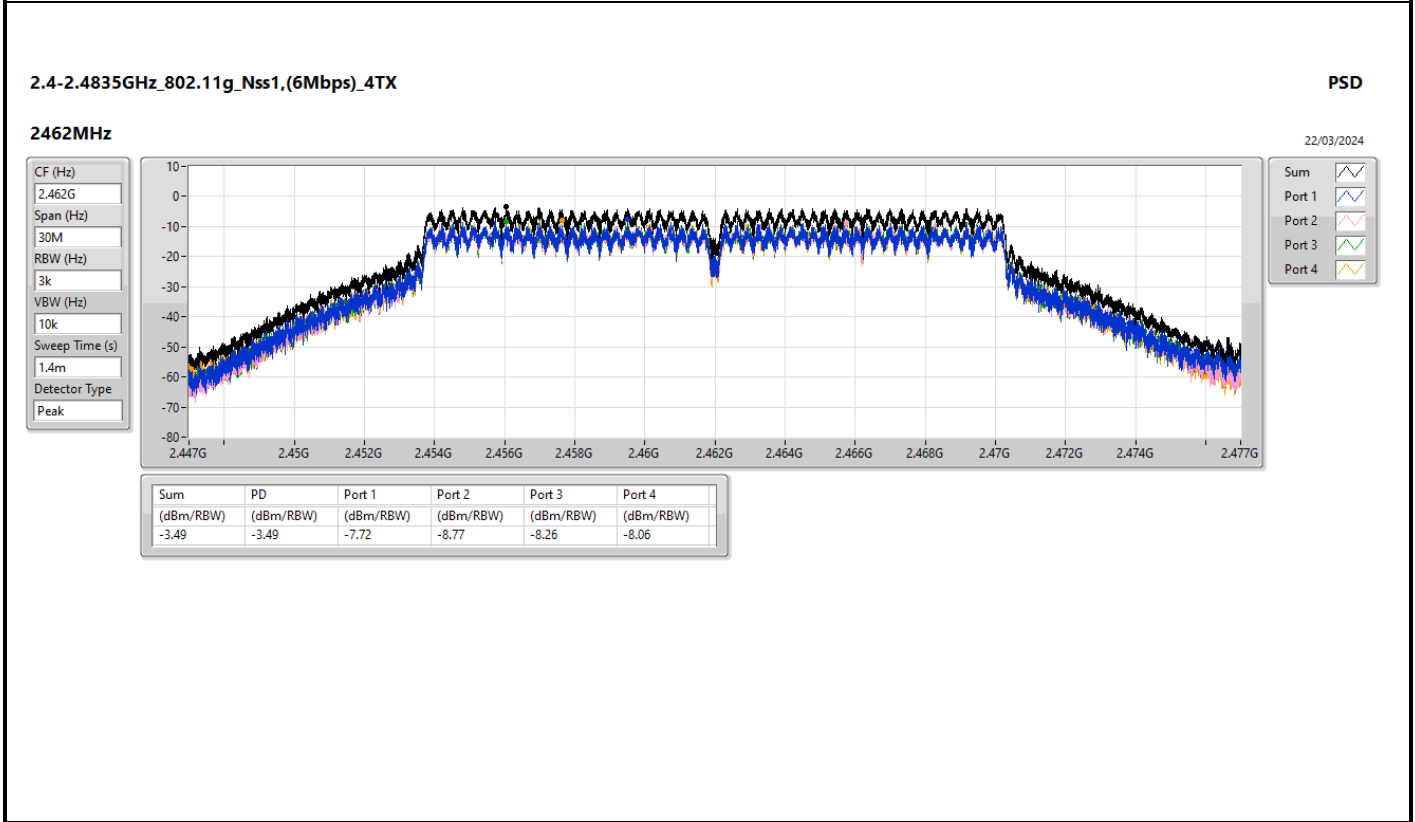 2.4-2.4835GHz_802.11g_Nss1,(6Mbps)_4TX
PSD
2462MHz
22/03/2024
CF (Hz)
2.462G
Span (Hz)
30M
RBW (Hz)
3k
VBW (Hz)
10k
Sweep Time (s)
1.4m
Detector Type
Peak
10
0
-10
-20
-30
-40
-50
-60
-70
-80
2.447G 2.45G 2.452G 2.454G 2.456G 2.458G 2.46G 2.462G 2.464G 2.466G 2.468G 2.47G 2.472G 2.474G 2.477G
Sum
Port 1
Port 2
Port 3
Port 4
Sum PD Port 1 Port 2 Port 3 Port 4
(dBm/RBW) (dBm/RBW) (dBm/RBW) (dBm/RBW) (dBm/RBW) (dBm/RBW)
-3.49 -3.49 -7.72 -8.77 -8.26 -8.06